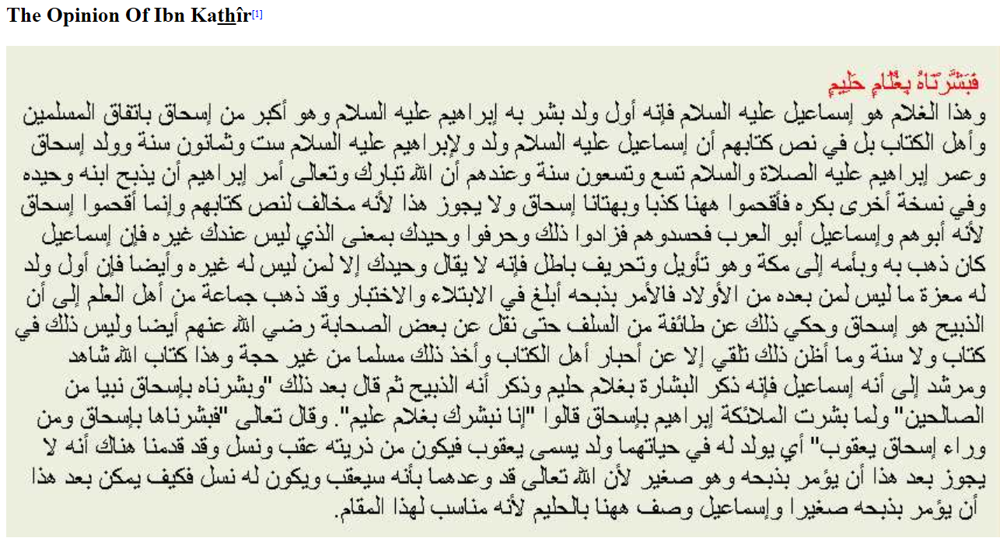 The Opinion Of Ibn Kathîr[1]
فَبَشَّرْنَاهُ بِغُلَامٍ حَلِيمٍ
وهذا الغلام هو إسماعيل عليه السلام فإنه أول ولد بشر به إبراهيم عليه السلام وهو أكبر من إسحاق باتفاق المسلمين
وأهل الكتاب بل في نص كتابهم أن إسماعيل عليه السلام ولد ولإبراهيم عليه السلام ست وثمانون سنة وولد إسحاق
وعمر إبراهيم عليه الصلاة والسلام تسع وتسعون سنة وعندهم أن الله تبارك وتعالى أمر إبراهيم أن يذبح ابنه وحيده
وفي نسخة أخرى بكره فأقحموا ههنا كذبا وبهتانا إسحاق ولا يجوز هذا لأنه مخالف لنص كتابهم وإنما أقحموا إسحاق
لأنه أبوهم وإسماعيل أبو العرب فحسدوهم فزادوا ذلك وحرفوا وحيدك بمعنى الذي ليس عندك غيره فإن إسماعيل
كان ذهب به وبأمه إلى مكة وهو تأويل وتحريف باطل فإنه لا يقال وحيدك إلا لمن ليس له غيره وأيضا فإن أول ولد
له معزة ما ليس لمن بعده من الأولاد فالأمر بذبحه أبلغ في الابتلاء والاختبار وقد ذهب جماعة من أهل العلم إلى أن
الذبيح هو إسحاق وحكي ذلك عن طائفة من السلف حتى نقل عن بعض الصحابة رضي الله عنهم أيضا وليس ذلك في
كتاب ولا سنة وما أظن ذلك تلقي إلا عن أحبار أهل الكتاب وأخذ ذلك مسلما من غير حجة وهذا كتاب الله شاهد
ومرشد إلى أنه إسماعيل فإنه ذكر البشارة بغلام حليم وذكر أنه الذبيح ثم قال بعد ذلك "وبشرناه بإسحاق نبيا من
الصالحين" ولما بشرت الملائكة إبراهيم بإسحاق قالوا "إنا نبشرك بغلام عليم". وقال تعالى "فبشرناها بإسحاق ومن
وراء إسحاق يعقوب" أي يولد له في حياتهما ولد يسمى يعقوب فيكون من ذريته عقب ونسل وقد قدمنا هناك أنه لا
يجوز بعد هذا أن يؤمر بذبحه وهو صغير لأن الله تعالى قد وعدهما بأنه سيعقب ويكون له نسل فكيف يمكن بعد هذا
أن يؤمر بذبحه صغيرا وإسماعيل وصف ههنا بالحليم لأنه مناسب لهذا المقام.